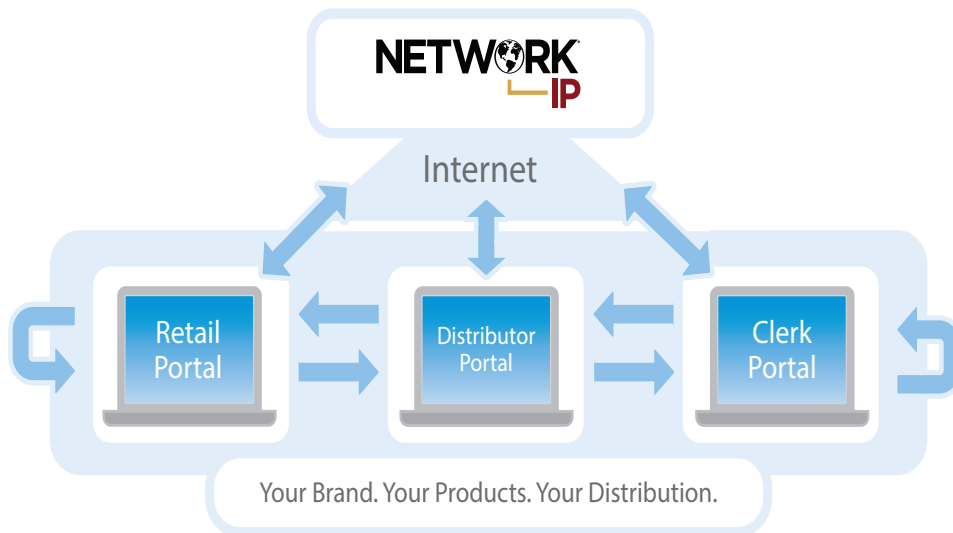 NETWORK
IP
Internet
Retail
Portal
Distributor
Portal
Clerk
Portal
Your Brand. Your Products. Your Distribution.